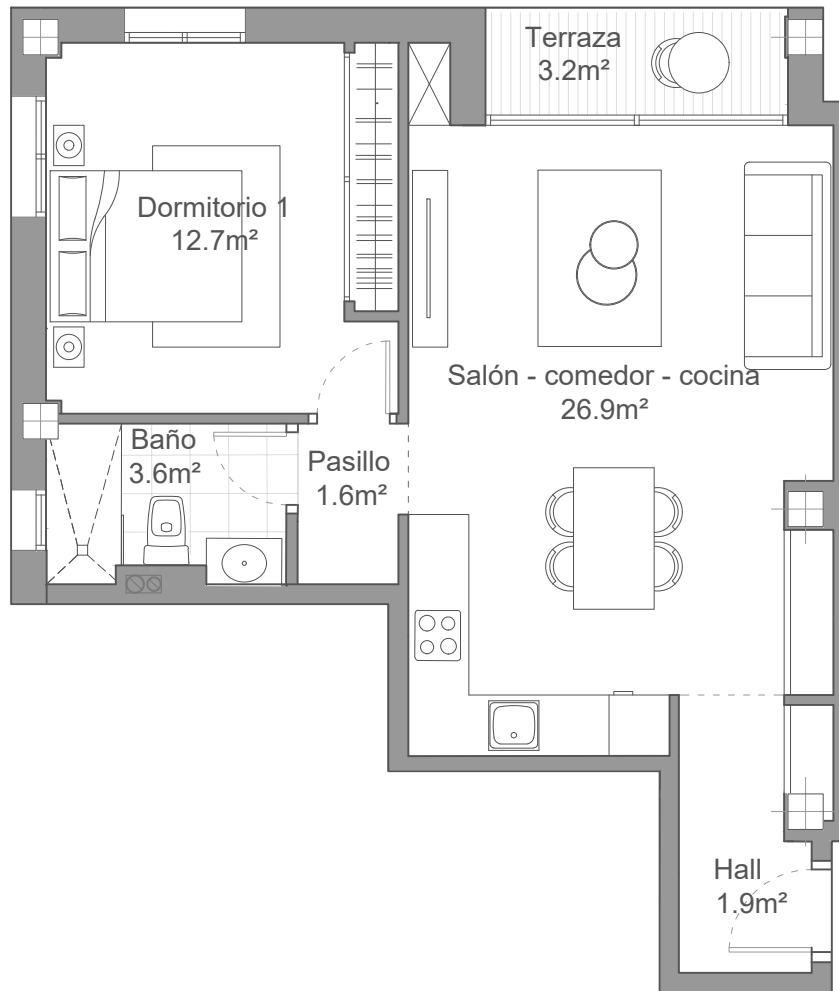 Terraza
3.2m²
Dormitorio 1
12.7m²
Salón - comedor - cocina
26.9m²
Baño
3.6m²
Pasillo
1.6m²
Hall
1.9m²